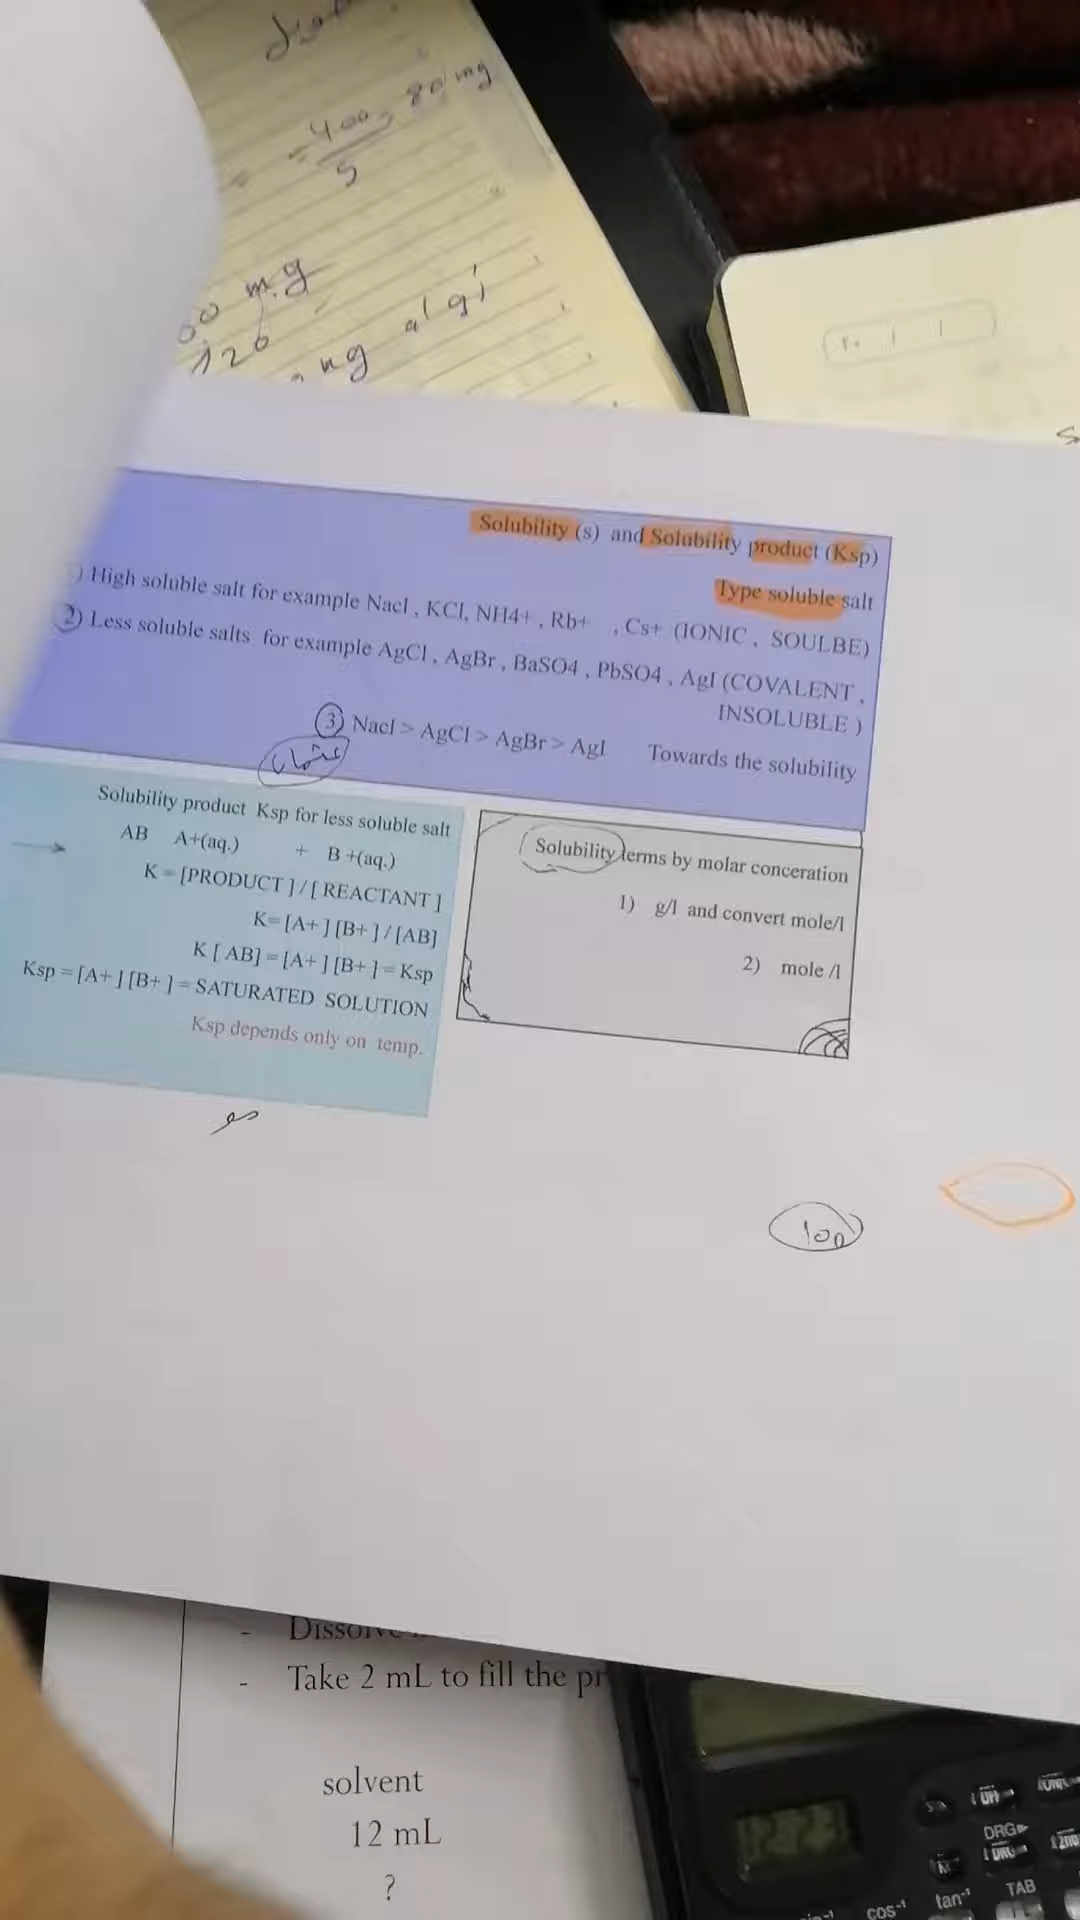 400
80 mg
5
m.g
120
Solubility (s) and Solubility product (Ksp)
Type soluble salt
) High soluble salt for example Nacl , KCl, NH4+ , Rb+ , Cs+ (IONIC , SOULBE)
2) Less soluble salts for example AgCl , AgBr , BaSO4 , PbSO4 , AgI (COVALENT ,
INSOLUBLE )
3 Nacl > AgCl > AgBr > AgI Towards the solubility
Solubility product Ksp for less soluble salt
AB A+(aq.) + B +(aq.)
K = [PRODUCT ] / [ REACTANT ]
K= [A+ ] [B+ ] / [AB]
K [ AB] = [A+ ] [B+ ] = Ksp
Ksp = [A+ ] [B+ ] = SATURATED SOLUTION
Ksp depends only on temp.
Solubility terms by molar conceration
1) g/l and convert mole/l
2) mole /l
100
- Take 2 mL to fill the
solvent
12 mL
?
DRG
cos-1
tan-1
TAB